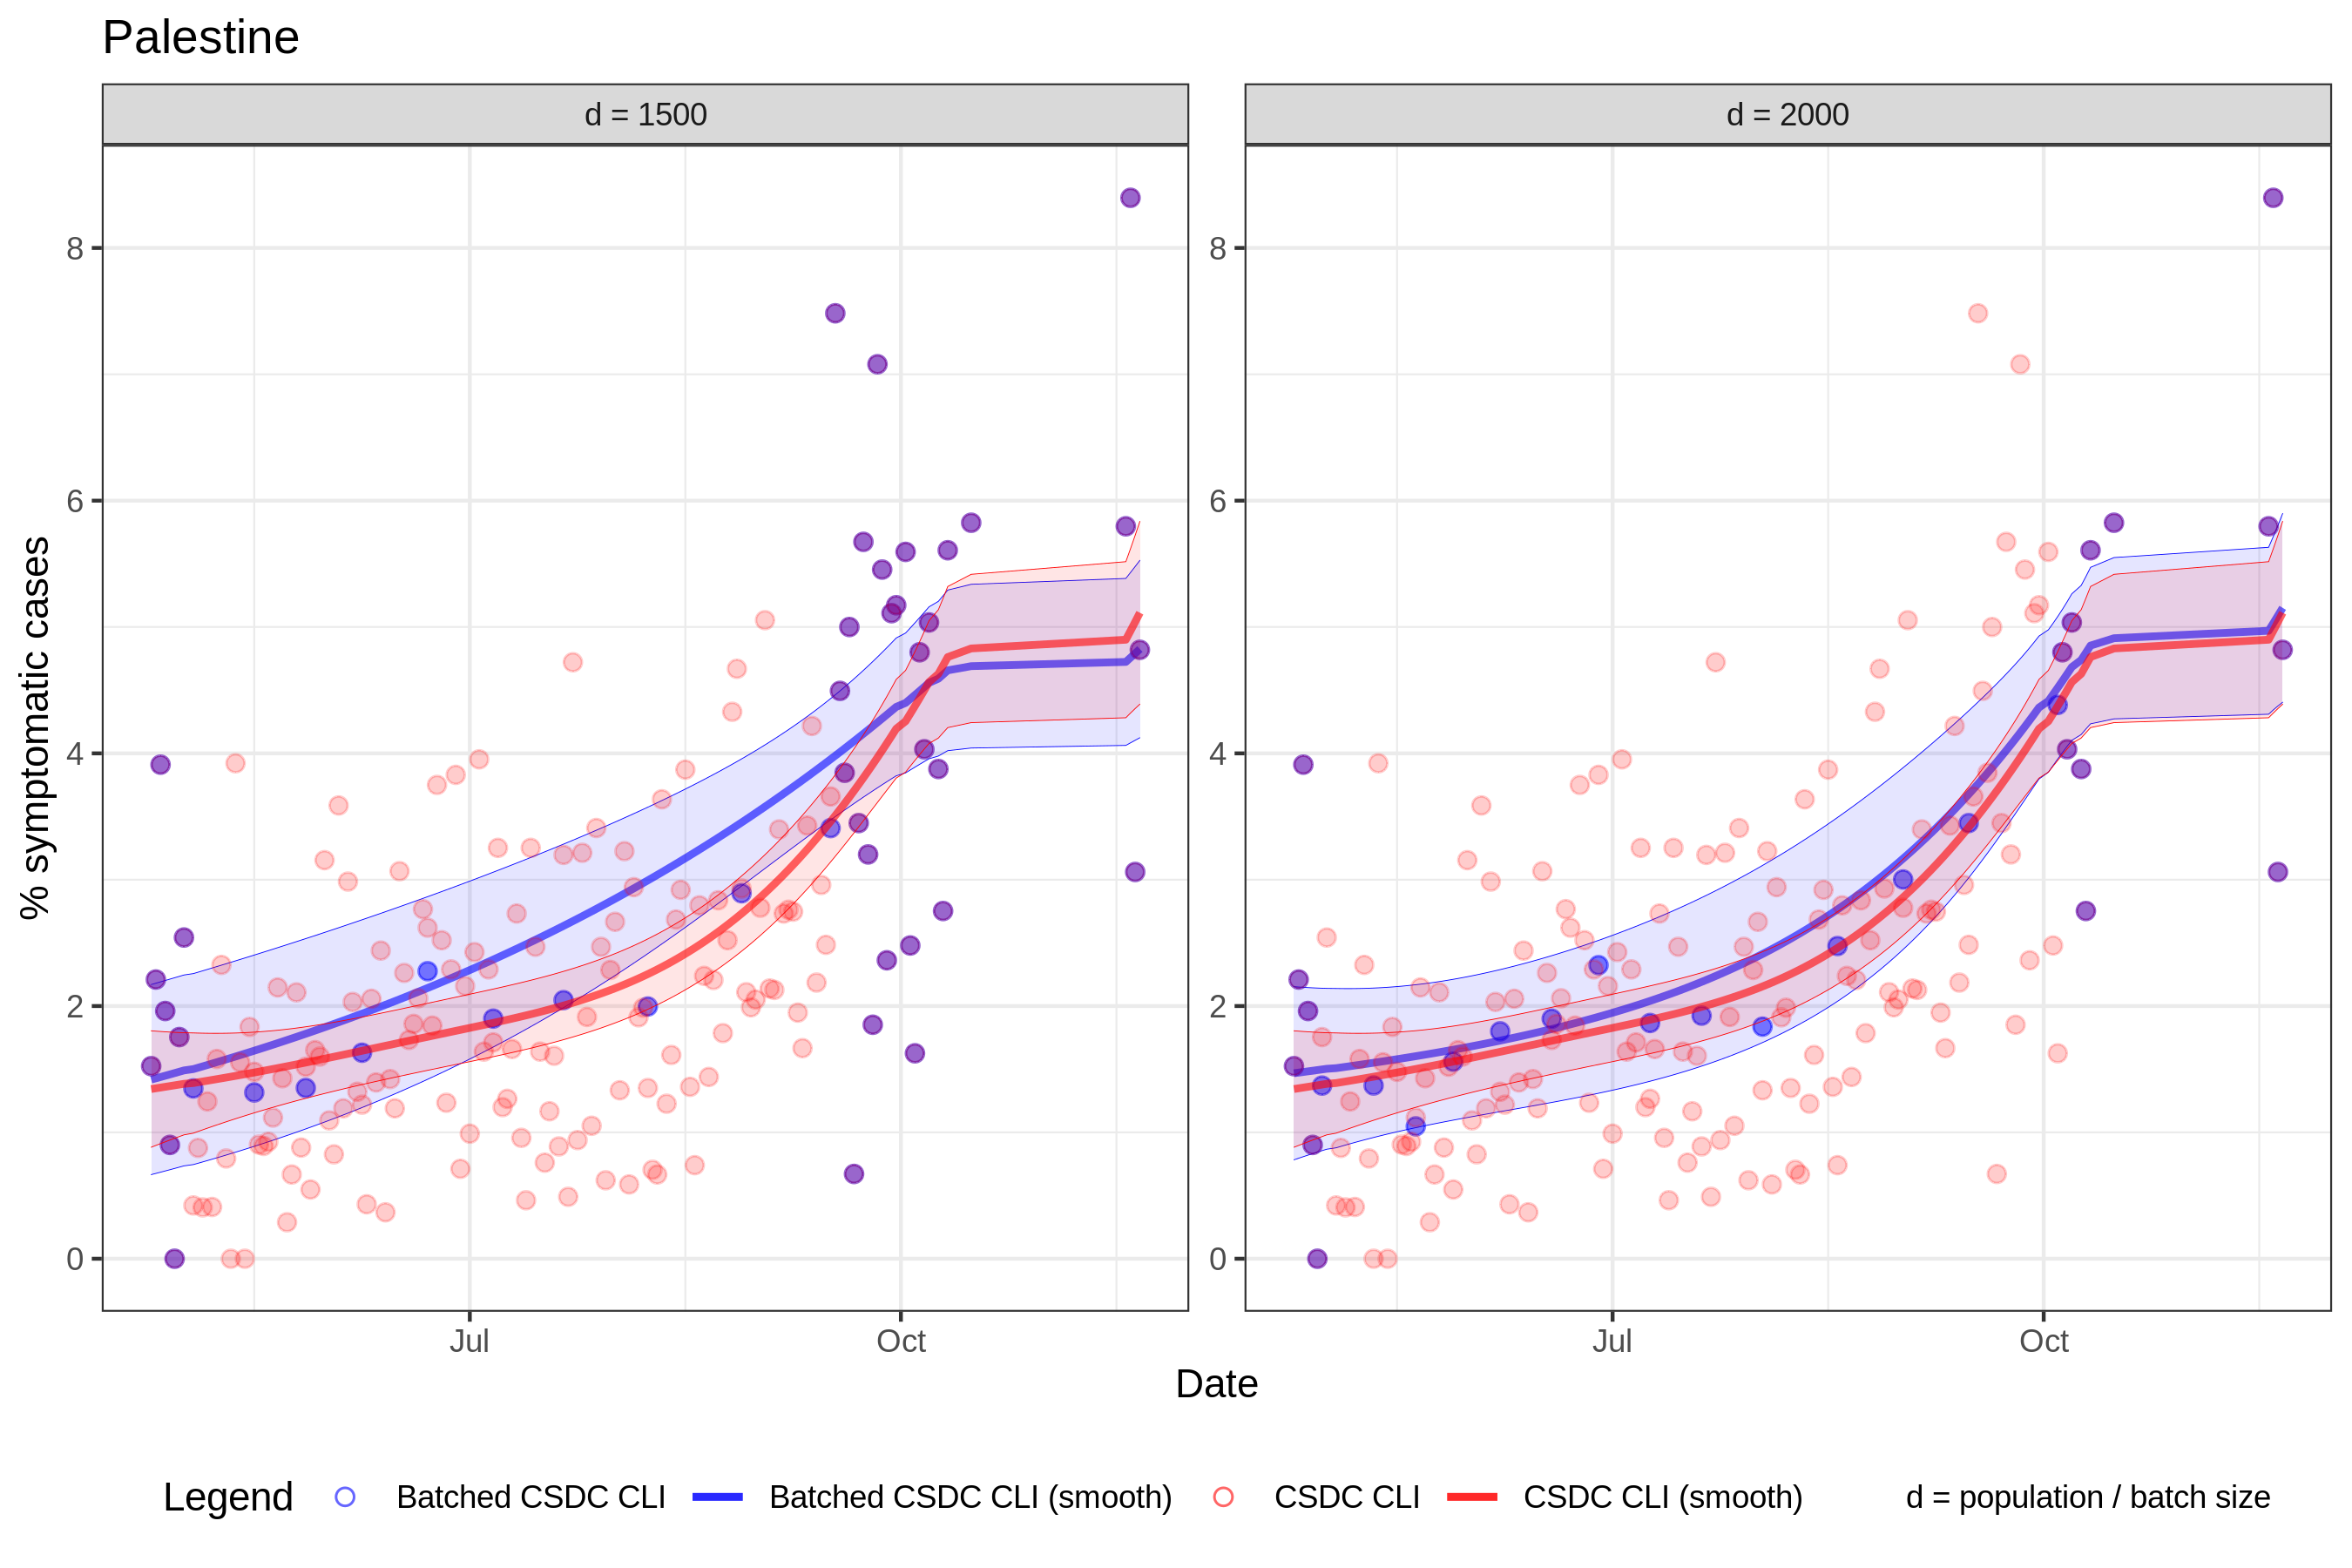 Palestine
d = 1500
d = 2000
% symptomatic cases
8
6
4
2
0
8
6
4
2
0
Jul
Oct
Jul
Oct
Date
Legend
Batched CSDC CLI
Batched CSDC CLI (smooth)
CSDC CLI
CSDC CLI (smooth)
d = population / batch size